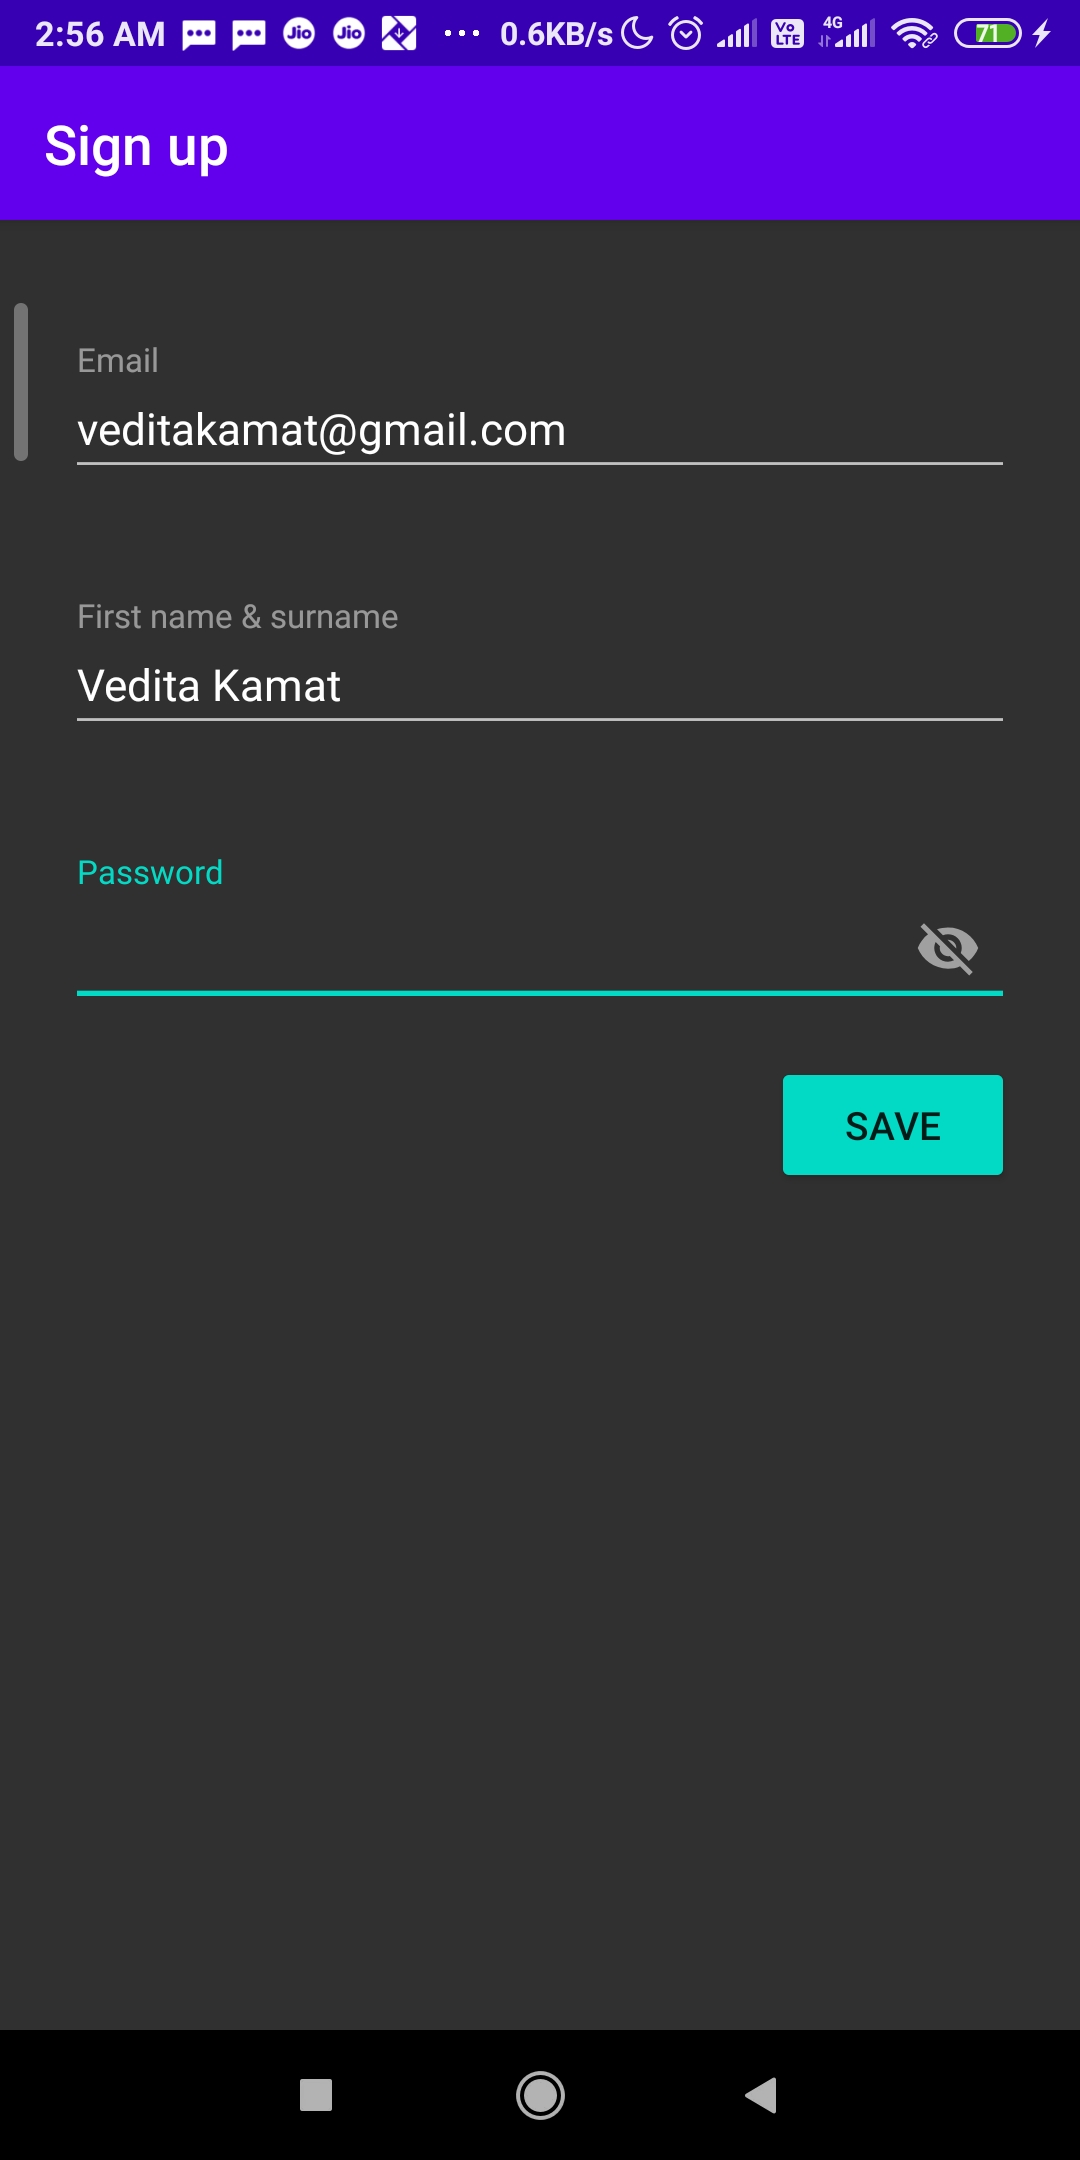 2:56 AM Jio Jio ... 0.6KB/s Vo LTE 4G 71
Sign up
Email
veditakamat@gmail.com
First name & surname
Vedita Kamat
Password
SAVE